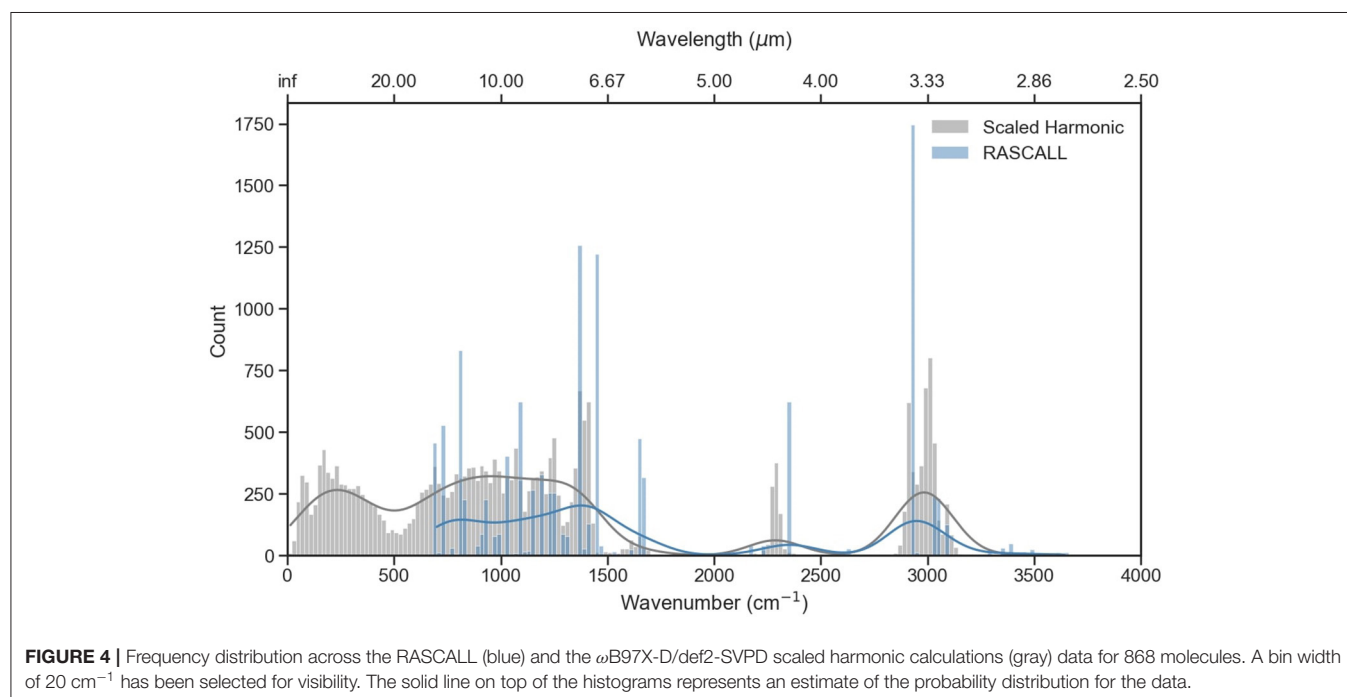 Wavelength (μm)
inf 20.00 10.00 6.67 5.00 4.00 3.33 2.86 2.50
1750
1500
1250
1000
750
500
250
0
Count
Scaled Harmonic
RASCALL
0 500 1000 1500 2000 2500 3000 3500 4000
Wavenumber (cm⁻¹)
FIGURE 4 | Frequency distribution across the RASCALL (blue) and the ωB97X-D/def2-SVPD scaled harmonic calculations (gray) data for 868 molecules. A bin width
of 20 cm⁻¹ has been selected for visibility. The solid line on top of the histograms represents an estimate of the probability distribution for the data.